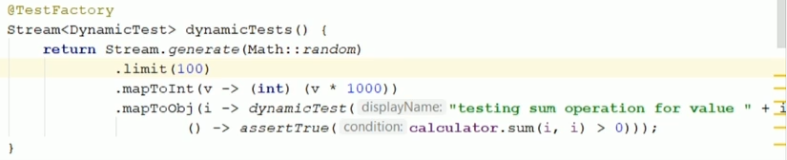 @TestFactory
Stream<DynamicTest> dynamicTests() {
return Stream.generate(Math::random)
.limit(100)
.mapToInt(v -> (int) (v * 1000))
.mapToObj(i -> dynamicTest( displayName: "testing sum operation for value " + i
() -> assertTrue( condition: calculator.sum(i, i) > 0)));
}